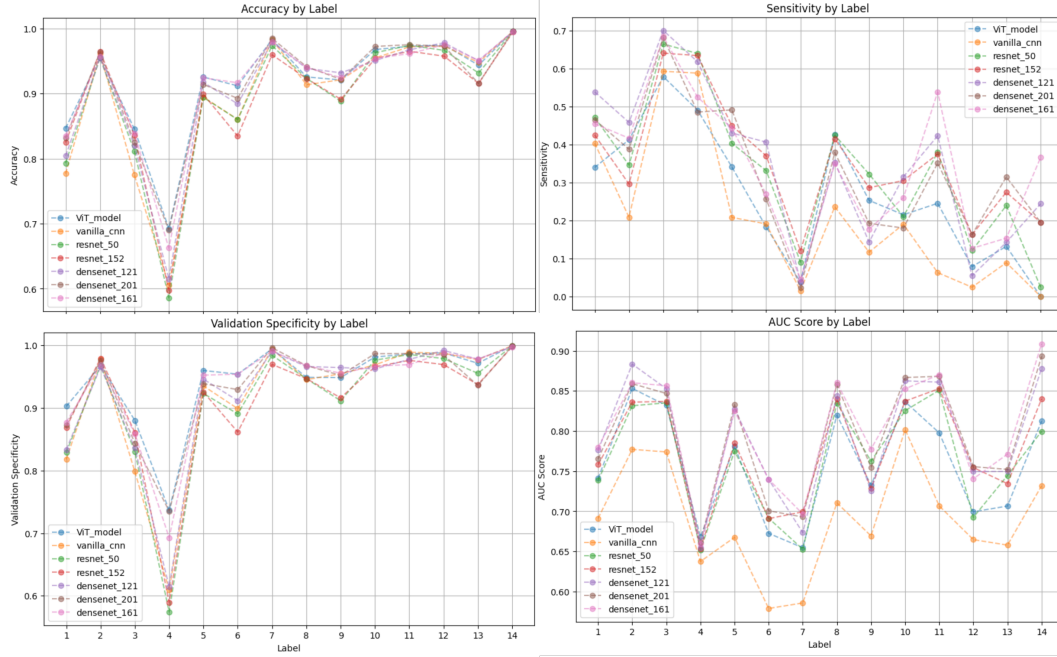 Accuracy by Label
1.0
0.9
0.8
0.7
0.6
Accuracy
ViT_model
vanilla_cnn
resnet_50
resnet_152
densenet_121
densenet_201
densenet_161
Sensitivity by Label
0.7
0.6
0.5
0.4
0.3
0.2
0.1
0.0
Sensitivity
ViT_model
vanilla_cnn
resnet_50
resnet_152
densenet_121
densenet_201
densenet_161
Validation Specificity by Label
1.0
0.9
0.8
0.7
0.6
Validation Specificity
ViT_model
vanilla_cnn
resnet_50
resnet_152
densenet_121
densenet_201
densenet_161
1 2 3 4 5 6 7 8 9 10 11 12 13 14
Label
AUC Score by Label
0.90
0.85
0.80
0.75
0.70
0.65
0.60
AUC Score
ViT_model
vanilla_cnn
resnet_50
resnet_152
densenet_121
densenet_201
densenet_161
1 2 3 4 5 6 7 8 9 10 11 12 13 14
Label